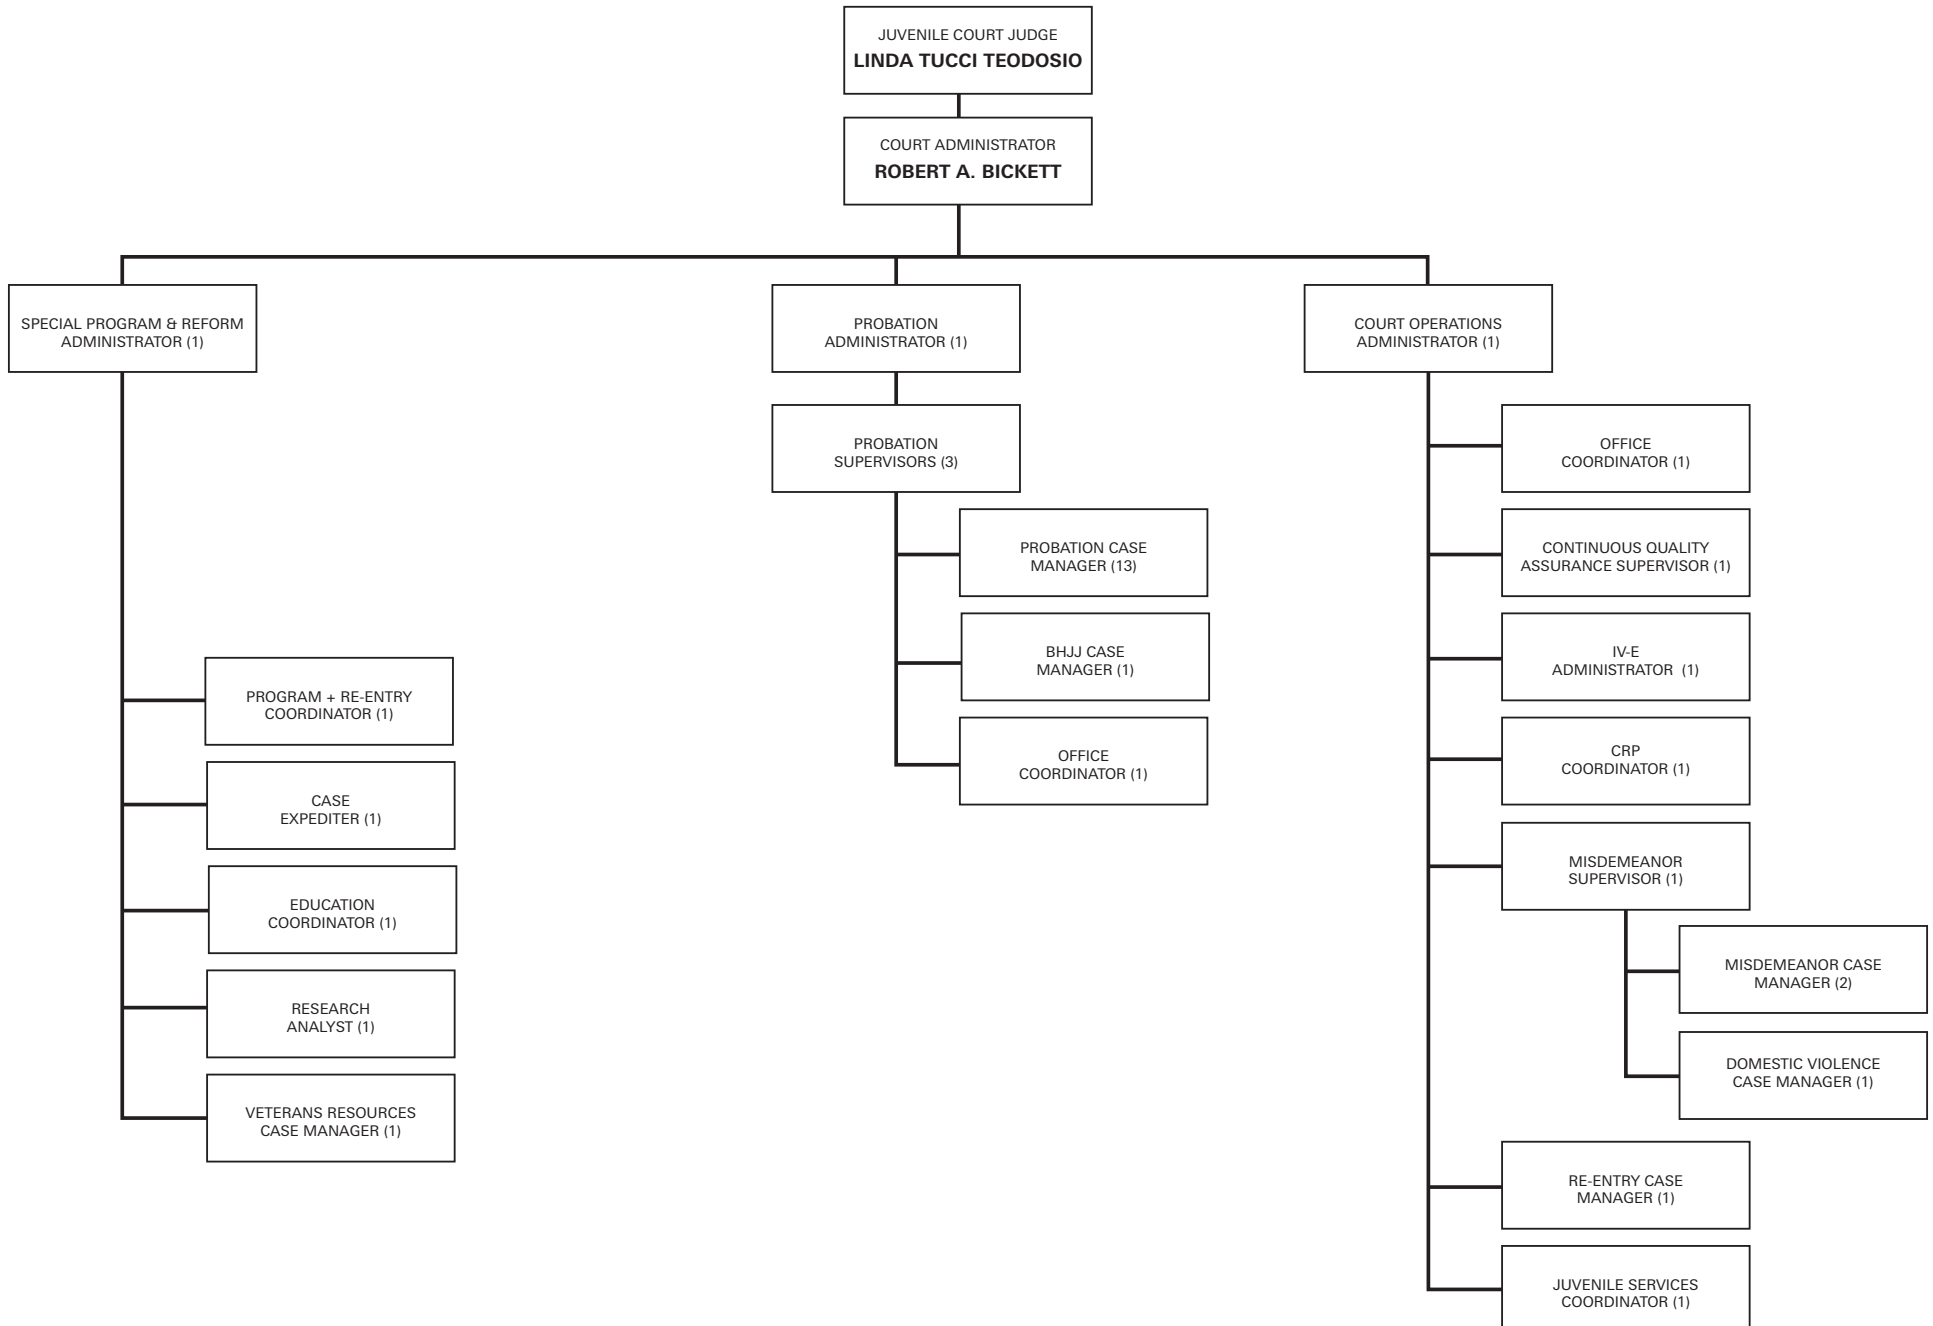 JUVENILE COURT JUDGE
LINDA TUCCI TEODOSIO
COURT ADMINISTRATOR
ROBERT A. BICKETT
SPECIAL PROGRAM & REFORM
ADMINISTRATOR (1)
PROGRAM + RE-ENTRY
COORDINATOR (1)
CASE
EXPEDITER (1)
EDUCATION
COORDINATOR (1)
RESEARCH
ANALYST (1)
VETERANS RESOURCES
CASE MANAGER (1)
PROBATION
ADMINISTRATOR (1)
PROBATION
SUPERVISORS (3)
PROBATION CASE
MANAGER (13)
BHJJ CASE
MANAGER (1)
OFFICE
COORDINATOR (1)
COURT OPERATIONS
ADMINISTRATOR (1)
OFFICE
COORDINATOR (1)
CONTINUOUS QUALITY
ASSURANCE SUPERVISOR (1)
IV-E
ADMINISTRATOR (1)
CRP
COORDINATOR (1)
MISDEMEANOR
SUPERVISOR (1)
MISDEMEANOR CASE
MANAGER (2)
DOMESTIC VIOLENCE
CASE MANAGER (1)
RE-ENTRY CASE
MANAGER (1)
JUVENILE SERVICES
COORDINATOR (1)